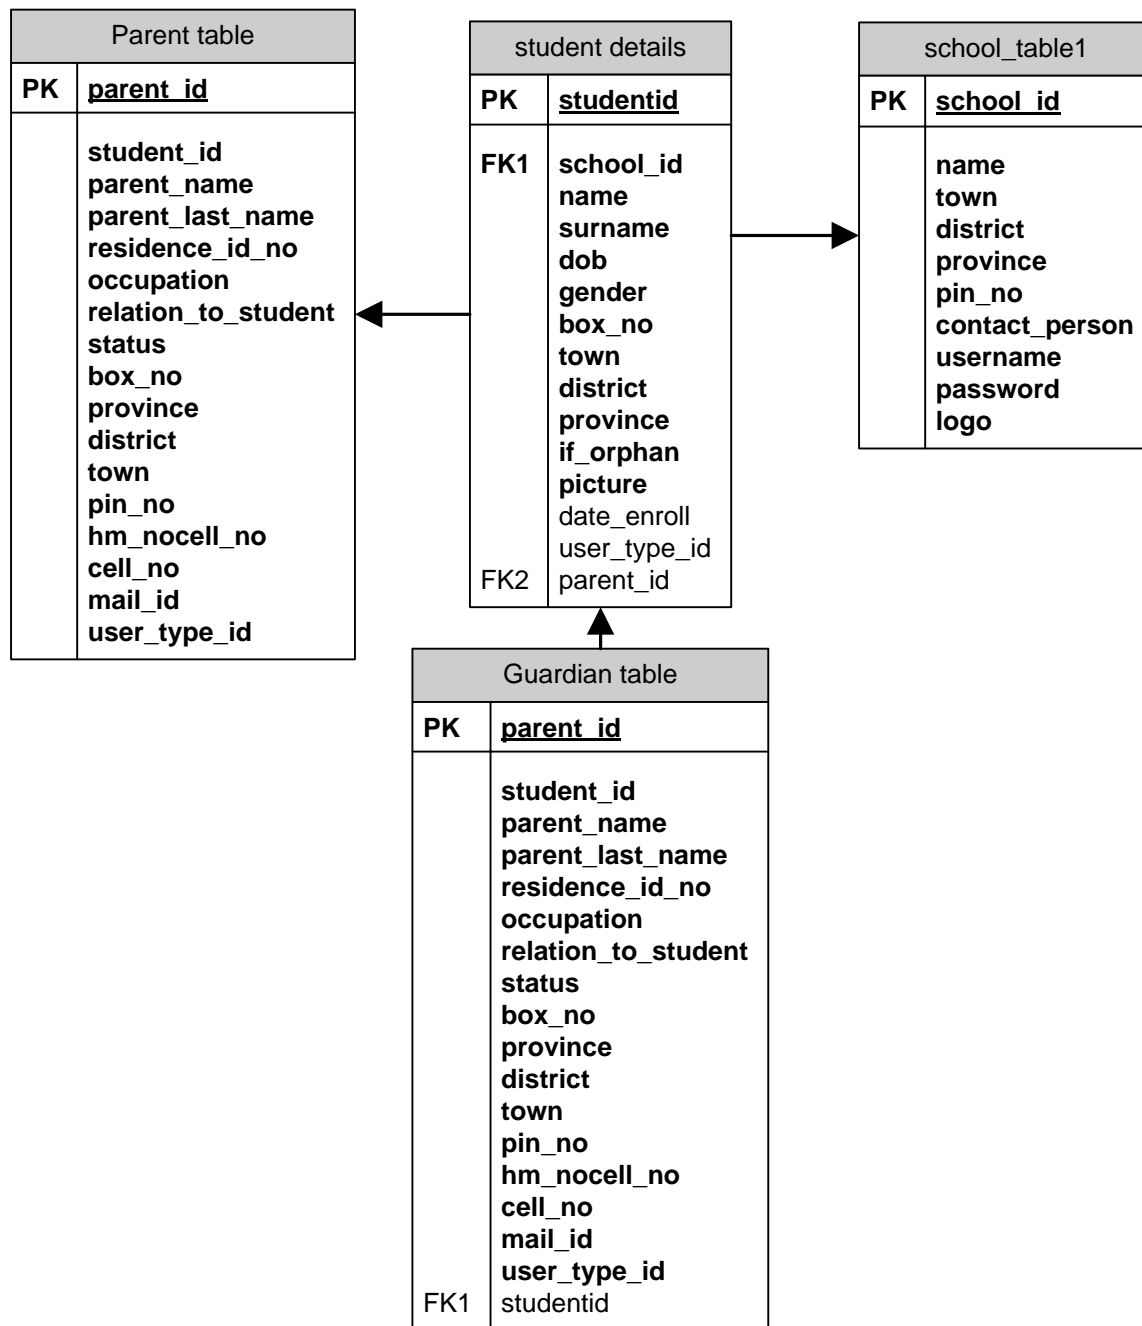 Parent table
PK parent_id
student_id
parent_name
parent_last_name
residence_id_no
occupation
relation_to_student
status
box_no
province
district
town
pin_no
hm_nocell_no
cell_no
mail_id
user_type_id
student details
PK studentid
FK1 school_id
name
surname
dob
gender
box_no
town
district
province
if_orphan
picture
date_enroll
user_type_id
FK2 parent_id
school_table1
PK school_id
name
town
district
province
pin_no
contact_person
username
password
logo
Guardian table
PK parent_id
student_id
parent_name
parent_last_name
residence_id_no
occupation
relation_to_student
status
box_no
province
district
town
pin_no
hm_nocell_no
cell_no
mail_id
user_type_id
FK1 studentid